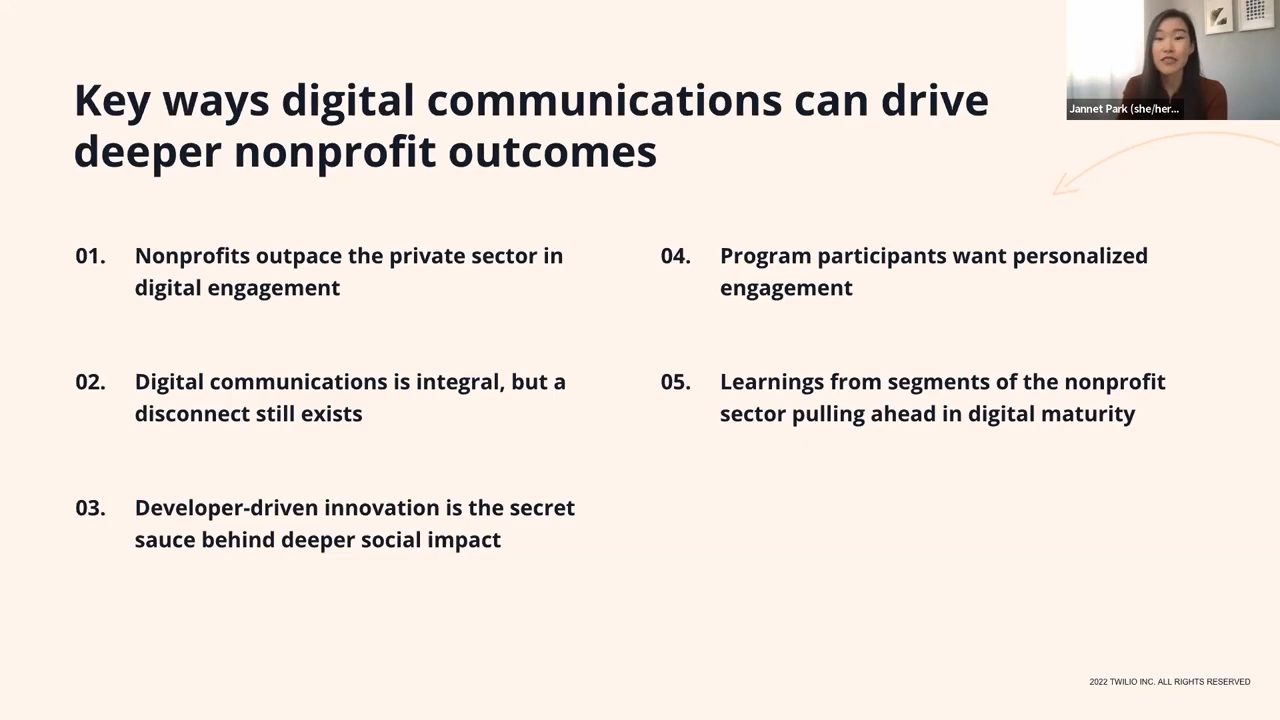 Key ways digital communications can drive
deeper nonprofit outcomes
Jannet Park (she/her...
01. Nonprofits outpace the private sector in
digital engagement
02. Digital communications is integral, but a
disconnect still exists
03. Developer-driven innovation is the secret
sauce behind deeper social impact
04. Program participants want personalized
engagement
05. Learnings from segments of the nonprofit
sector pulling ahead in digital maturity
2022 TWILIO INC. ALL RIGHTS RESERVED